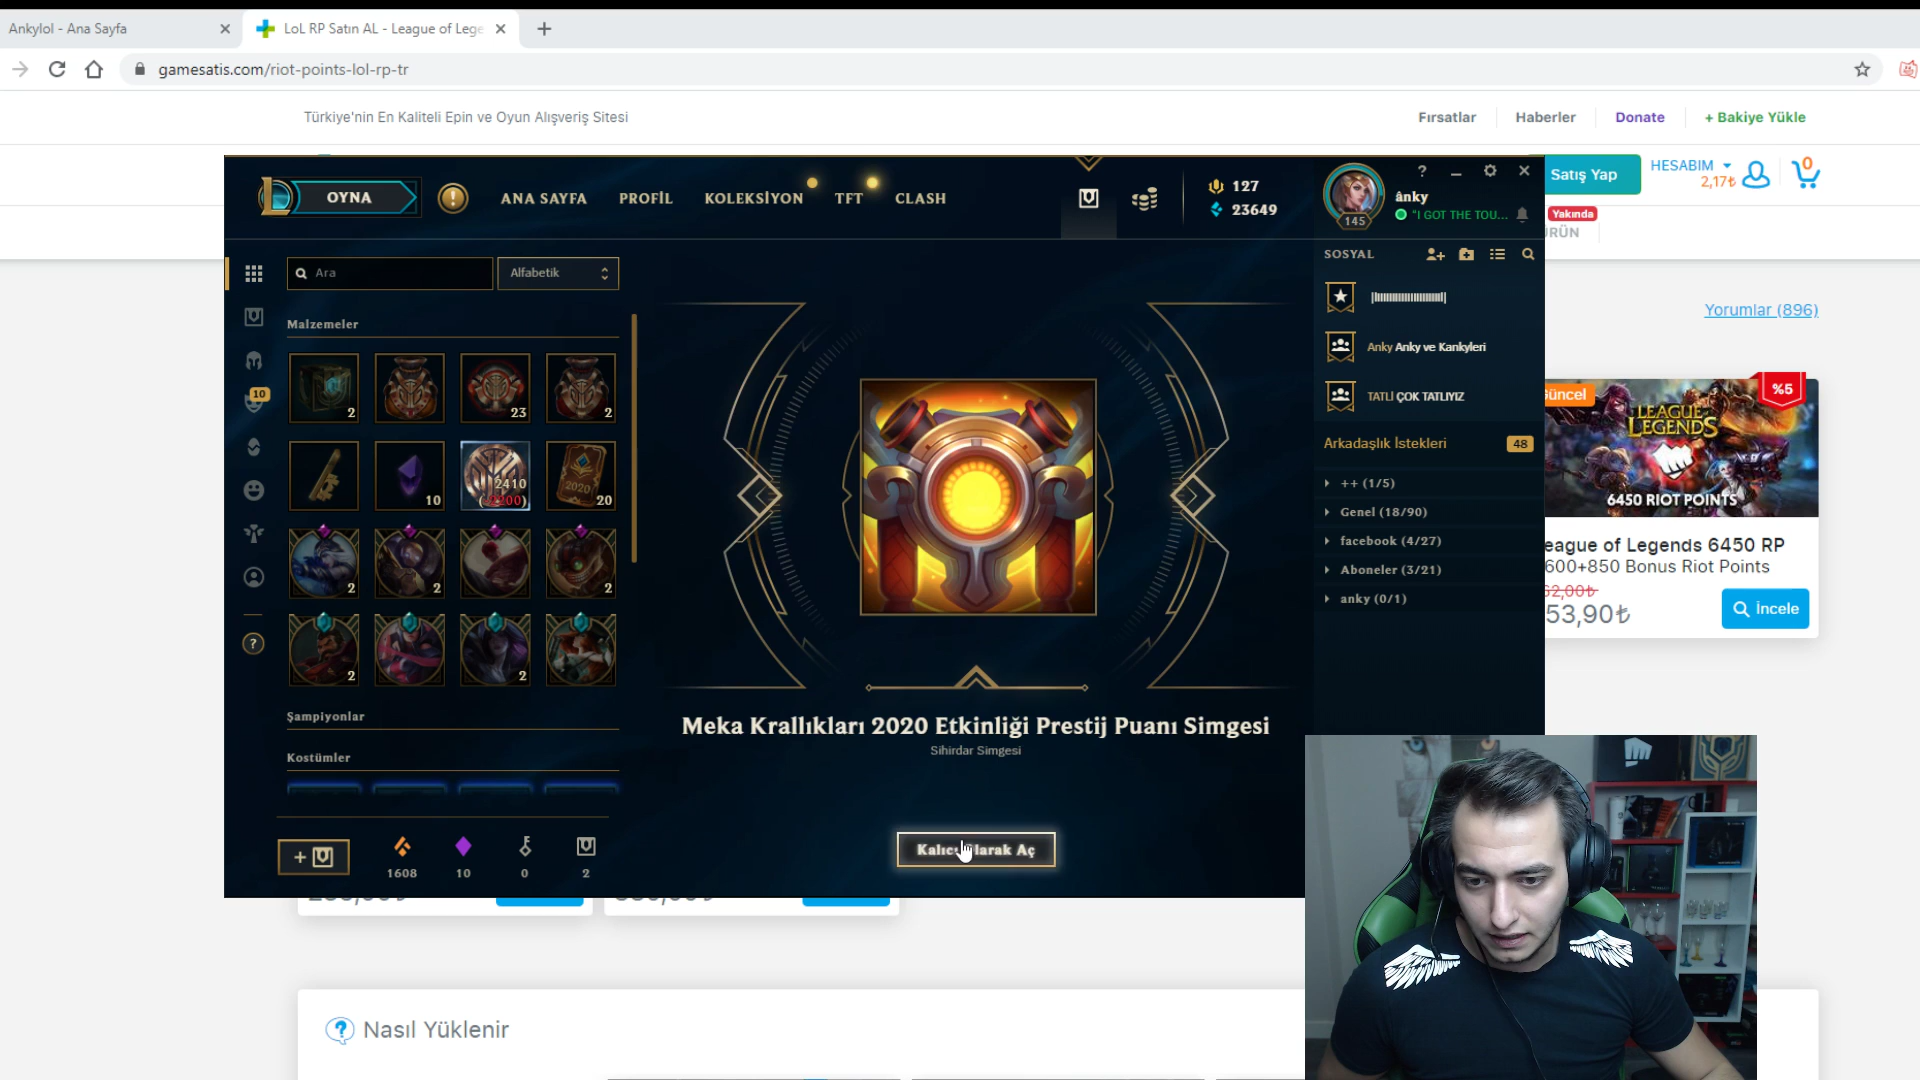 Ankylol - Ana Sayfa
LoL RP Satın AL - League of Lege
gamesatis.com/riot-points-lol-rp-tr
Türkiye'nin En Kaliteli Epin ve Oyun Alışveriş Sitesi
Fırsatlar
Haberler
Donate
+ Bakiye Yükle
OYNA
ANA SAYFA
PROFİL
KOLEKSİYON
TFT
CLASH
127
23649
145
ânky
"I GOT THE TOU...
Satış Yap
HESABIM
2,17₺
0
Yakında
ÜRÜN
Ara
Alfabetik
SOSYAL
Malzemeler
2
23
2
10
10
2410
2020
20
2
2
2
2
2
Şampiyonlar
Kostümler
1608
10
0
2
Meka Krallıkları 2020 Etkinliği Prestij Puanı Simgesi
Sihirdar Simgesi
Anky Anky ve Kankyleri
TATLİ ÇOK TATLIYIZ
Arkadaşlık İstekleri
48
++ (1/5)
Genel (18/90)
facebook (4/27)
Aboneler (3/21)
anky (0/1)
Yorumlar (896)
Güncel
%5
LEAGUE OF LEGENDS
6450 RIOT POINTS
eague of Legends 6450 RP
600+850 Bonus Riot Points
62,00₺
53,90₺
İncele
Nasıl Yüklenir